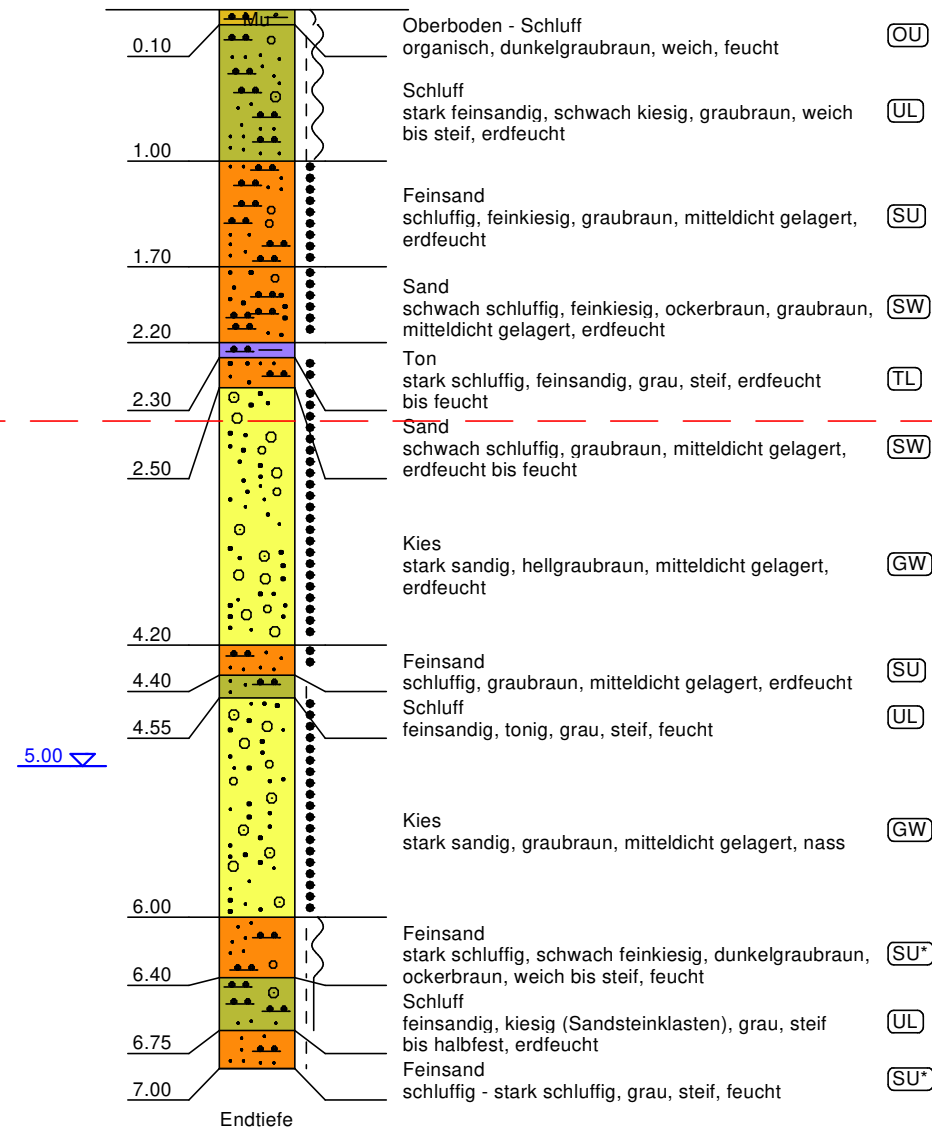 Mu
0.10
Oberboden - Schluff
organisch, dunkelgraubraun, weich, feucht
OU
Schluff
stark feinsandig, schwach kiesig, graubraun, weich
bis steif, erdfeucht
UL
1.00
Feinsand
schluffig, feinkiesig, graubraun, mitteldicht gelagert,
erdfeucht
SU
1.70
Sand
schwach schluffig, feinkiesig, ockerbraun, graubraun,
mitteldicht gelagert, erdfeucht
SW
2.20
Ton
stark schluffig, feinsandig, grau, steif, erdfeucht
bis feucht
TL
2.30
Sand
schwach schluffig, graubraun, mitteldicht gelagert,
erdfeucht bis feucht
SW
2.50
Kies
stark sandig, hellgraubraun, mitteldicht gelagert,
erdfeucht
GW
4.20
Feinsand
schluffig, graubraun, mitteldicht gelagert, erdfeucht
SU
4.40
Schluff
feinsandig, tonig, grau, steif, feucht
UL
4.55
5.00
Kies
stark sandig, graubraun, mitteldicht gelagert, nass
GW
6.00
Feinsand
stark schluffig, schwach feinkiesig, dunkelgraubraun,
ockerbraun, weich bis steif, feucht
SU*
6.40
Schluff
feinsandig, kiesig (Sandsteinklasten), grau, steif
bis halbfest, erdfeucht
UL
6.75
Feinsand
schluffig - stark schluffig, grau, steif, feucht
SU*
7.00
Endtiefe